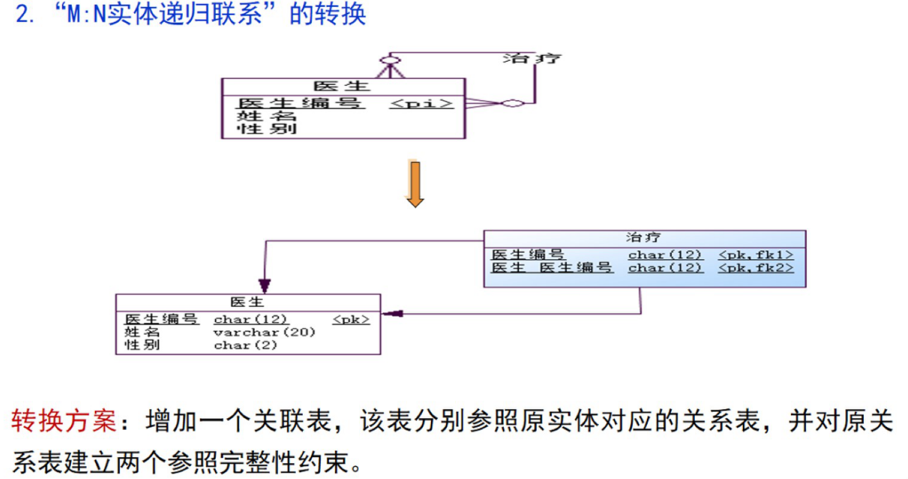 2. “M:N实体递归联系”的转换
治疗
医生
医生编号 <pi>
姓名
性别
治疗
医生编号 char(12) <pk,fk1>
医生_医生编号 char(12) <pk,fk2>
医生
医生编号 char(12) <pk>
姓名 varchar(20)
性别 char(2)
转换方案：增加一个关联表，该表分别参照原实体对应的关系表，并对原关
系表建立两个参照完整性约束。